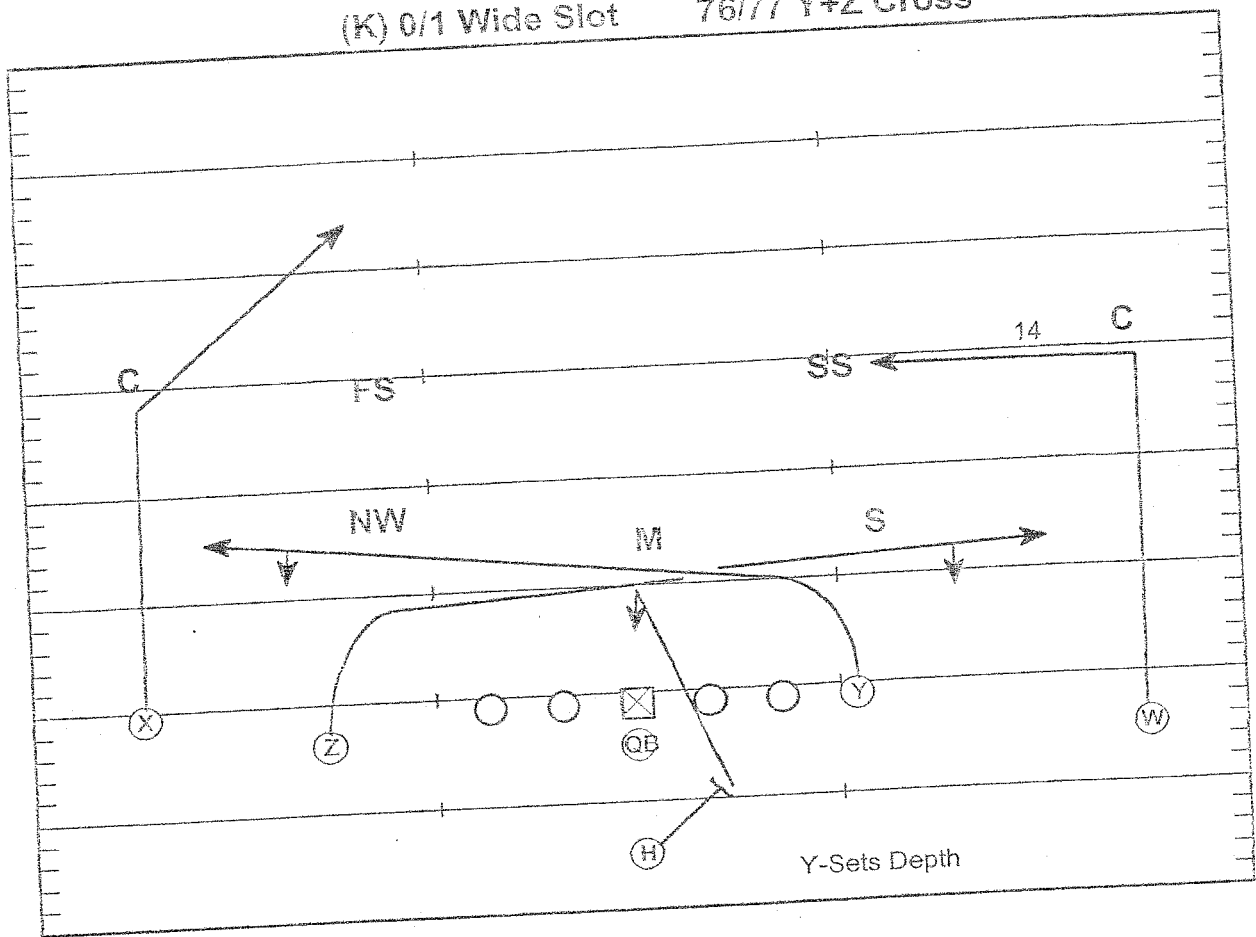 (K) 0/1 Wide Slot 76/77 Y+Z Cross
14 C
C FS SS
NW M S
X Z QB Y W
H
Y-Sets Depth